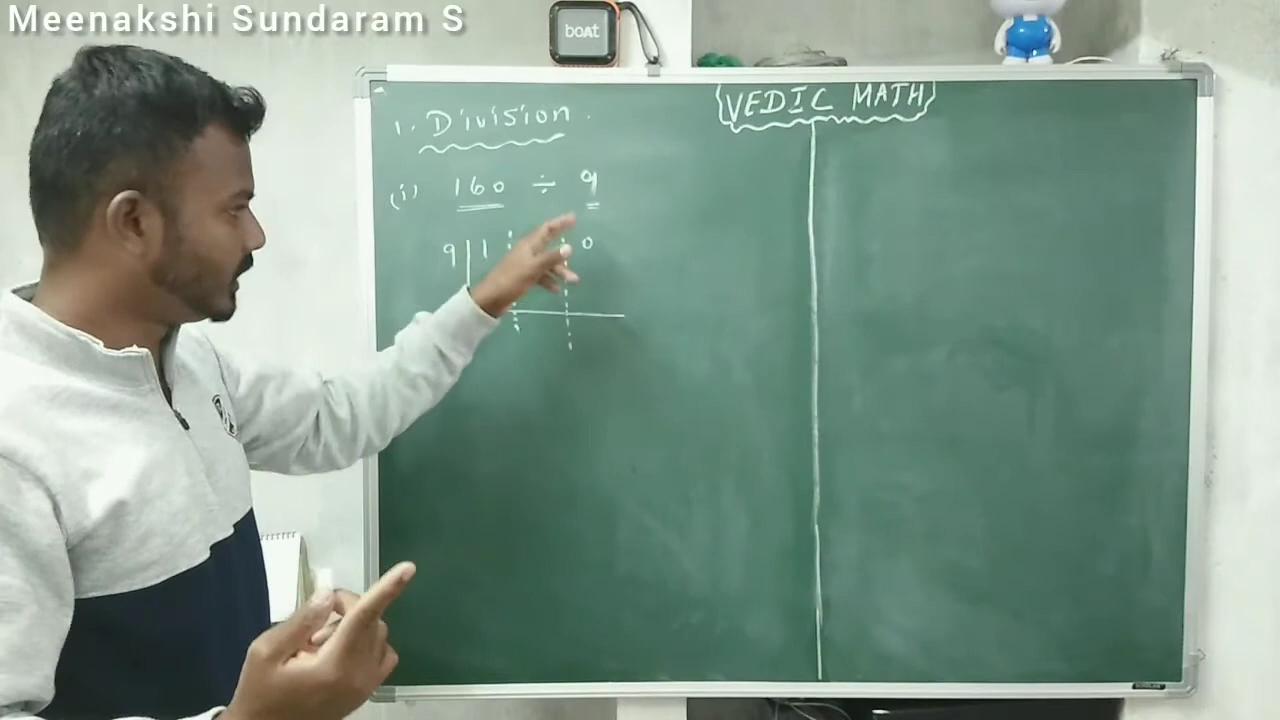 Meenakshi Sundaram S
boAt
VEDIC MATH
1. Division.
(i) 160 ÷ 9
9 1 0